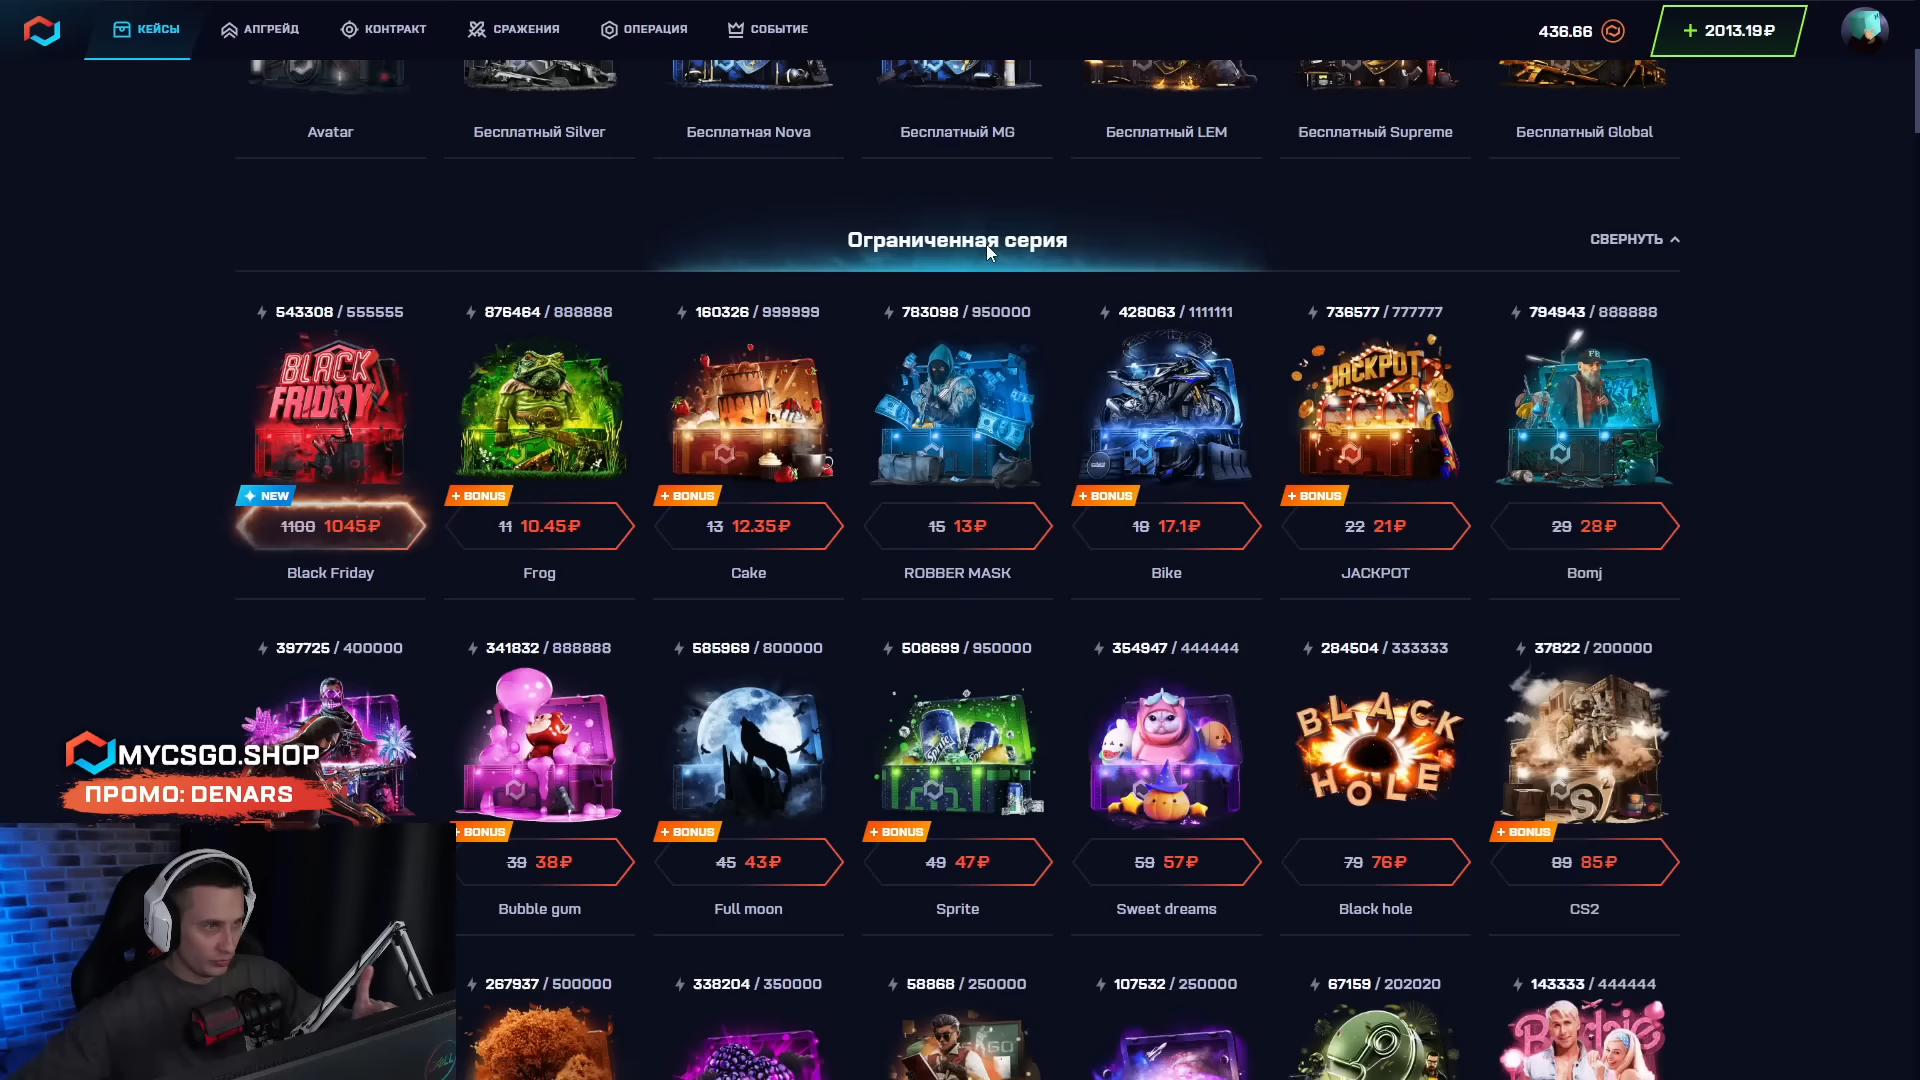 КЕЙСЫ
АПГРЕЙД
КОНТРАКТ
СРАЖЕНИЯ
ОПЕРАЦИЯ
СОБЫТИЕ
436.66
+ 2013.19₽
Avatar
Бесплатный Silver
Бесплатная Nova
Бесплатный MG
Бесплатный LEM
Бесплатный Supreme
Бесплатный Global
Ограниченная серия
СВЕРНУТЬ
543308 / 555555
876464 / 888888
160326 / 999999
783098 / 950000
428063 / 1111111
736577 / 777777
794943 / 888888
BLACK
FRIDAY
JACKPOT
FB
NEW
+ BONUS
+ BONUS
+ BONUS
+ BONUS
1100 1045₽
11 10.45₽
13 12.35₽
15 13₽
18 17.1₽
22 21₽
29 28₽
Black Friday
Frog
Cake
ROBBER MASK
Bike
JACKPOT
Bomj
397725 / 400000
341832 / 888888
585969 / 800000
508699 / 950000
354947 / 444444
284504 / 333333
37822 / 200000
Sprite
BLACK
HOLE
S2
MYCSGO.SHOP
ПРОМО: DENARS
+ BONUS
+ BONUS
+ BONUS
+ BONUS
39 38₽
45 43₽
49 47₽
59 57₽
79 76₽
89 85₽
Bubble gum
Full moon
Sprite
Sweet dreams
Black hole
CS2
267937 / 500000
338204 / 350000
58868 / 250000
107532 / 250000
67159 / 202020
143333 / 444444